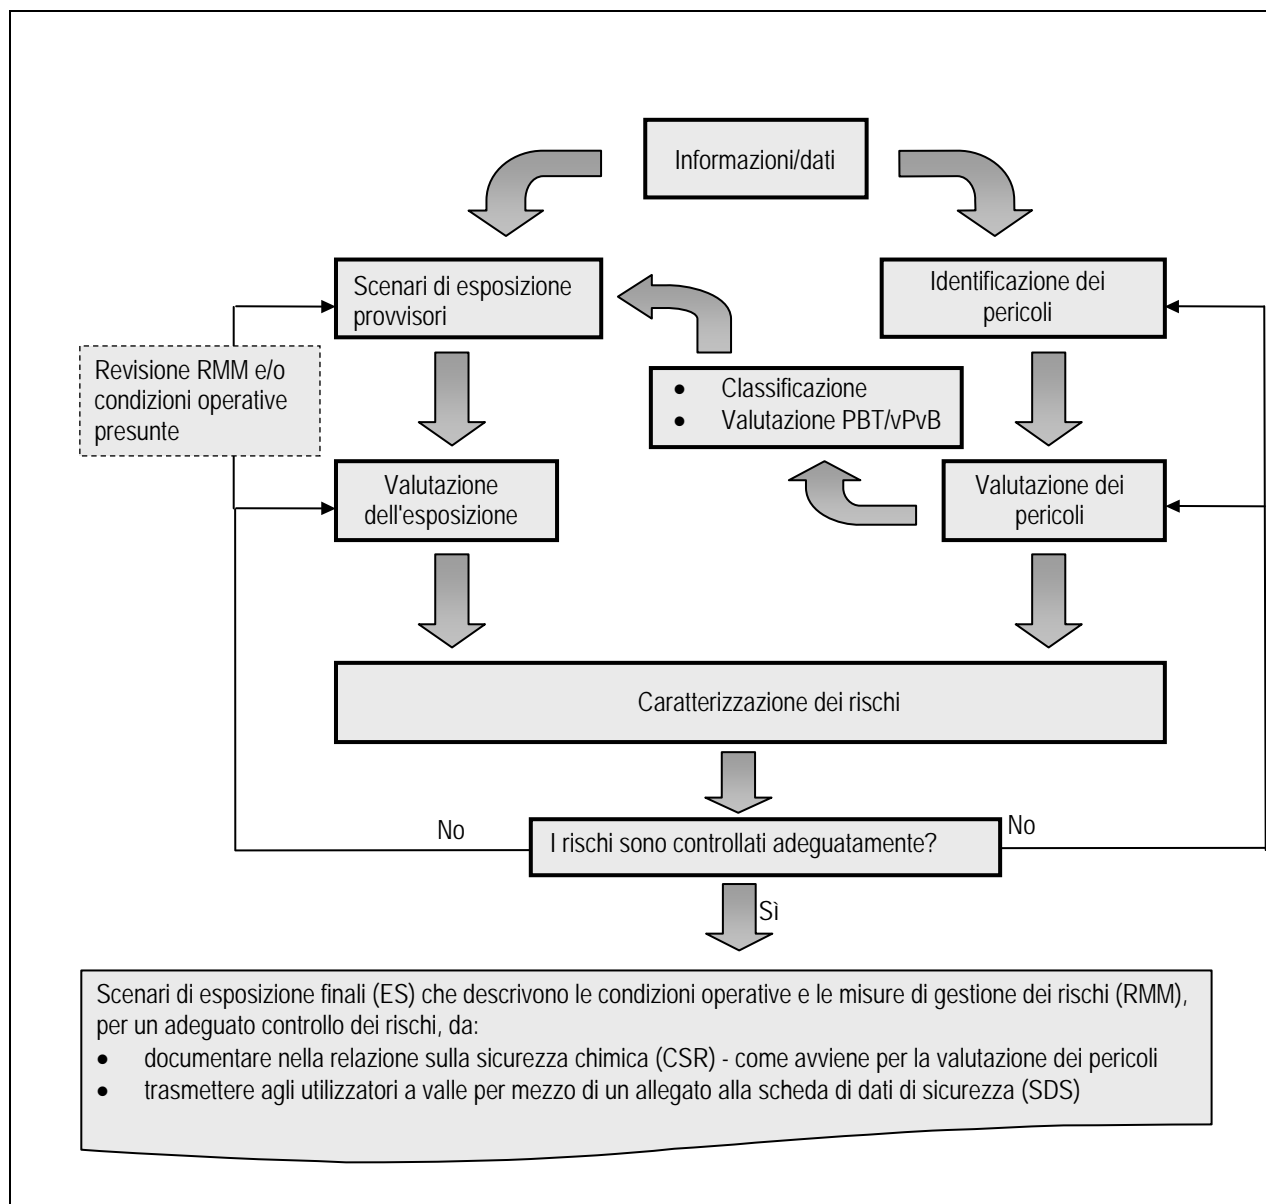 Informazioni/dati
Scenari di esposizione
provvisori
Identificazione dei
pericoli
Revisione RMM e/o
condizioni operative
presunte
• Classificazione
• Valutazione PBT/vPvB
Valutazione
dell'esposizione
Valutazione dei
pericoli
Caratterizzazione dei rischi
No
I rischi sono controllati adeguatamente?
No
Sì
Scenari di esposizione finali (ES) che descrivono le condizioni operative e le misure di gestione dei rischi (RMM),
per un adeguato controllo dei rischi, da:
• documentare nella relazione sulla sicurezza chimica (CSR) - come avviene per la valutazione dei pericoli
• trasmettere agli utilizzatori a valle per mezzo di un allegato alla scheda di dati di sicurezza (SDS)